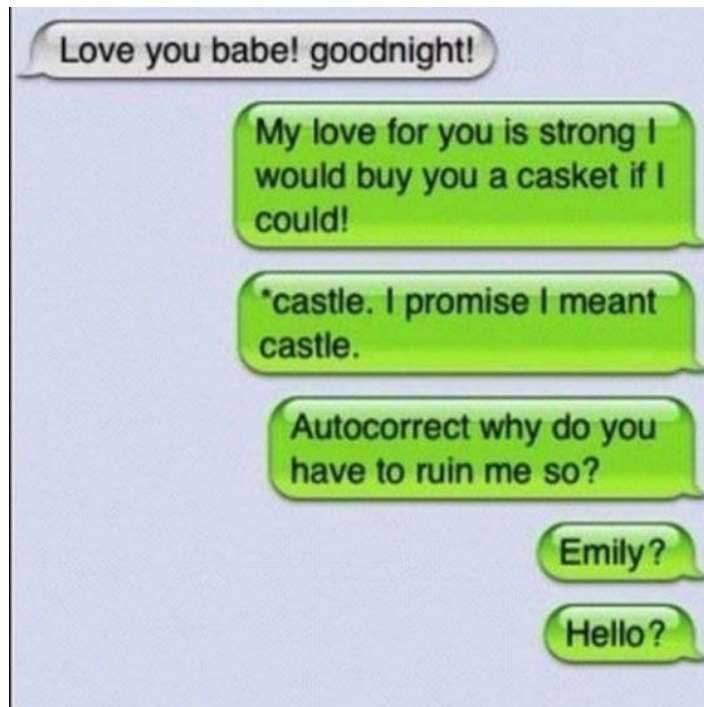 Love you babe! goodnight!
My love for you is strong I
would buy you a casket if I
could!
*castle. I promise I meant
castle.
Autocorrect why do you
have to ruin me so?
Emily?
Hello?